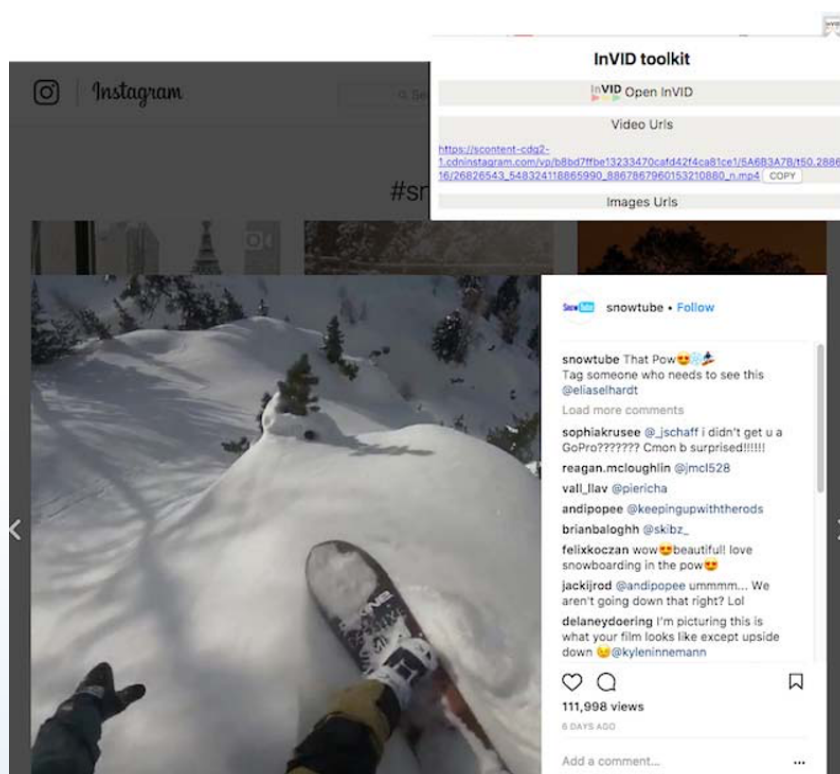 InVID toolkit
InVID Open InVID
Video Urls
https://scontent-cdg2-
1.cdninstagram.com/vp/b8bd7ffbe13233470cafd42f4ca81ce1/5A6B3A7B/t50.2886
16/26826543_548324118865990_8867867960153210880_n.mp4 COPY
Images Urls
Instagram
snowtube • Follow
snowtube That Pow😍❄️🏂
Tag someone who needs to see this
@eliaselhardt
Load more comments
sophiakrusee @_jschaff i didn't get u a
GoPro??????? Cmon b surprised!!!!!!
reagan.mcloughlin @jmcl528
vall_llav @piericha
andipopee @keepingupwiththerods
brianbaloghh @skibz_
felixkoczan wow😍beautiful! love
snowboarding in the pow😍
jackijrod @andipopee ummmm... We
aren't going down that right? Lol
delaneydoering I'm picturing this is
what your film looks like except upside
down 😉@kyleninnemann
111,998 views
6 DAYS AGO
Add a comment...